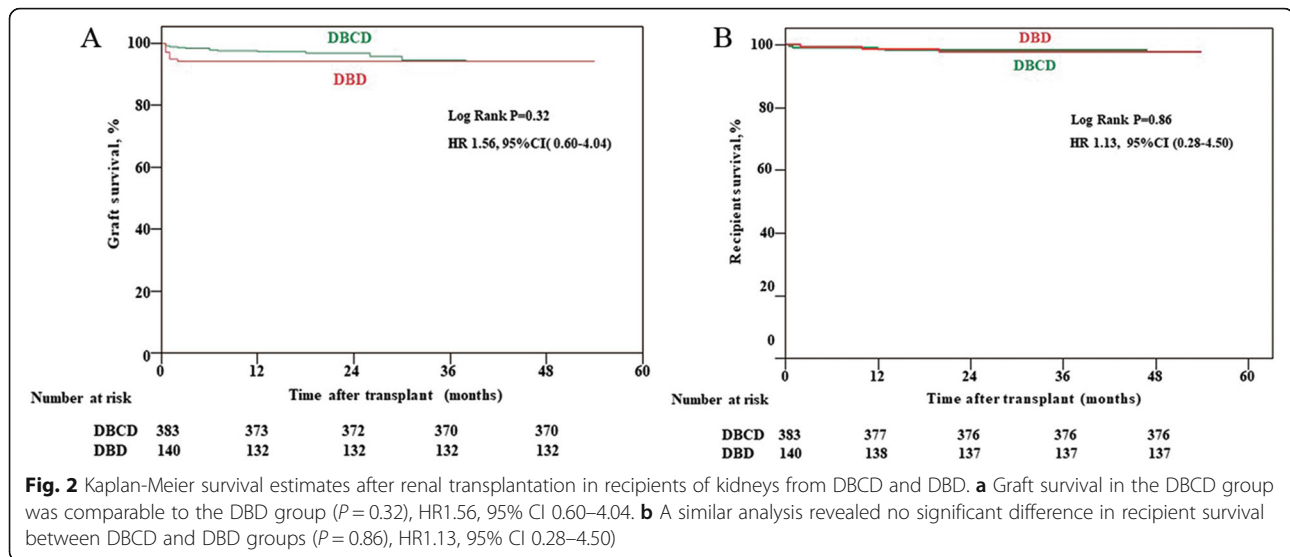 A
100
80
60
40
20
0
Graft survival, %
DBCD
DBD
Log Rank P=0.32
HR 1.56, 95%CI( 0.60-4.04)
0 12 24 36 48 60
Time after transplant (months)
Number at risk
DBCD 383 373 372 370 370
DBD 140 132 132 132 132
B
100
80
60
40
20
0
Recipient survival,%
DBD
DBCD
Log Rank P=0.86
HR 1.13, 95%CI (0.28-4.50)
0 12 24 36 48 60
Time after transplant (months)
Number at risk
DBCD 383 377 376 376 376
DBD 140 138 137 137 137
Fig. 2 Kaplan-Meier survival estimates after renal transplantation in recipients of kidneys from DBCD and DBD. a Graft survival in the DBCD group
was comparable to the DBD group (P = 0.32), HR1.56, 95% CI 0.60–4.04. b A similar analysis revealed no significant difference in recipient survival
between DBCD and DBD groups (P = 0.86), HR1.13, 95% CI 0.28–4.50)